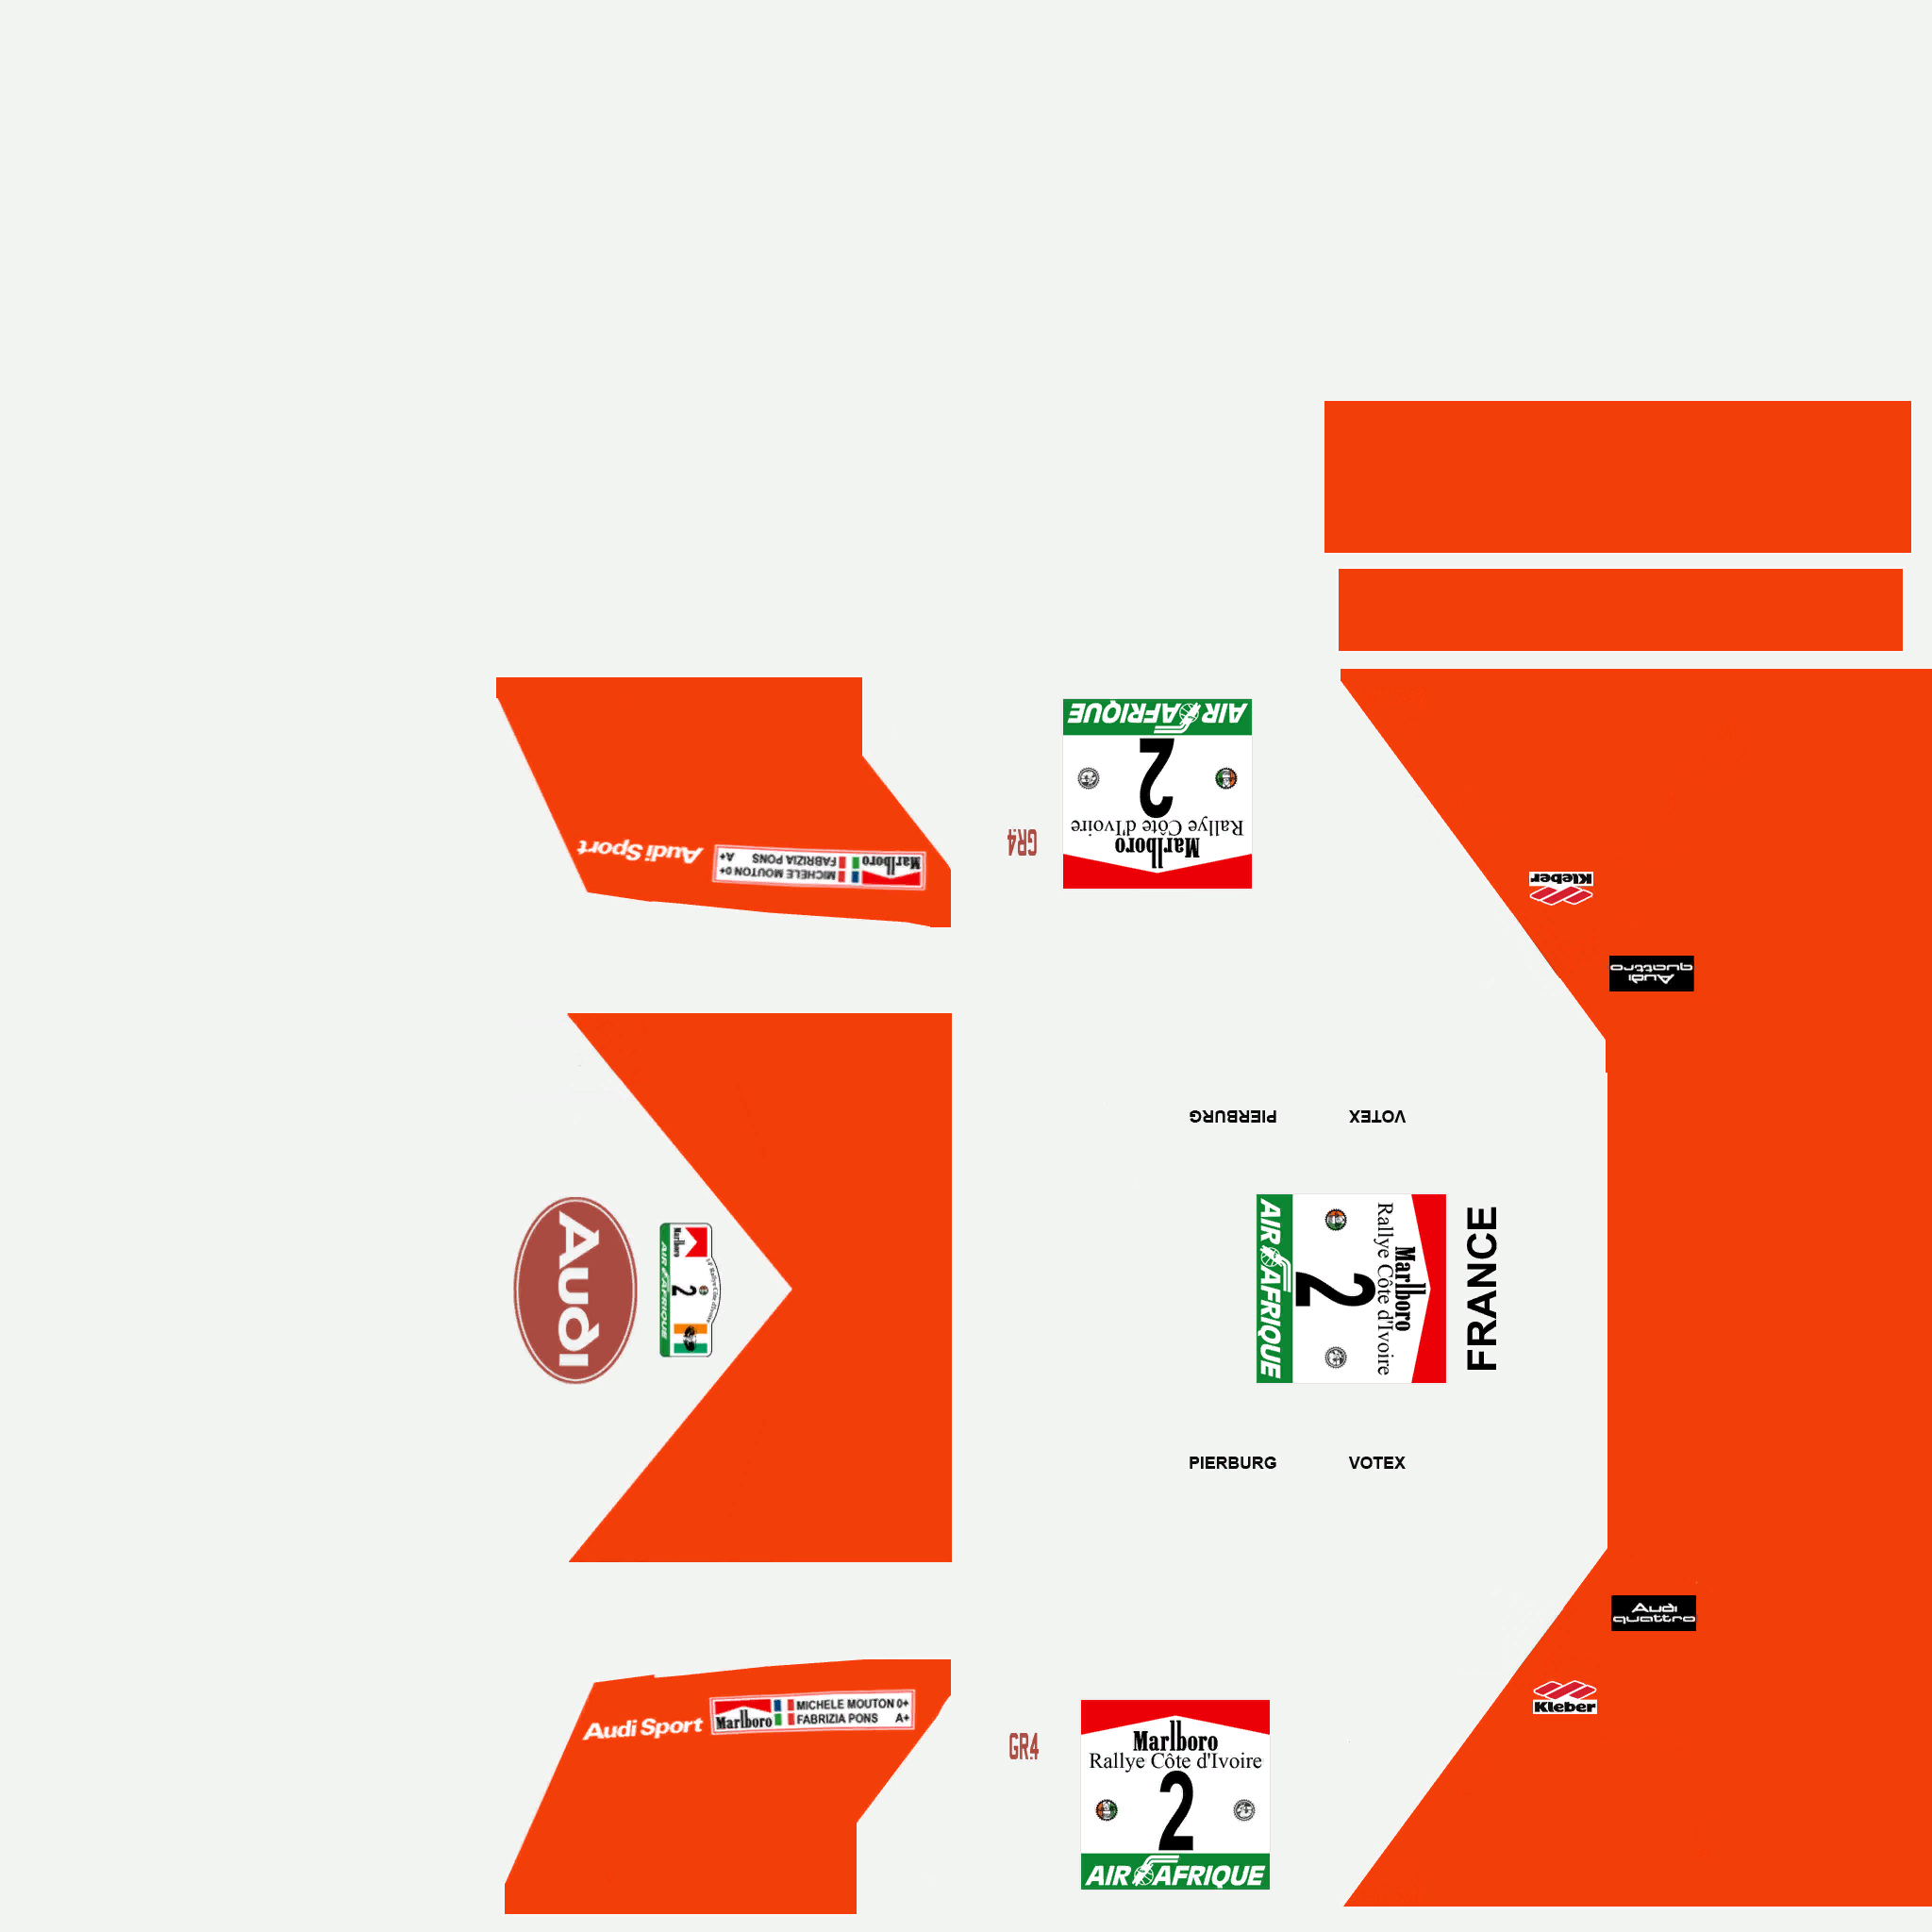 AIR AFRIQUE
2
Rallye Côte d'Ivoire
Marlboro
GR4
Audi Sport
Marlboro
MICHELE MOUTON 0+
FABRIZIA PONS A+
Kleber
Audi
quattro
PIERBURG
VOTEX
Audi
Marlboro
2
AIR AFRIQUE
Marlboro
Rallye Côte d'Ivoire
2
AIR AFRIQUE
FRANCE
PIERBURG
VOTEX
Audi
quattro
Kleber
Audi Sport
Marlboro
MICHELE MOUTON 0+
FABRIZIA PONS A+
GR4
Marlboro
Rallye Côte d'Ivoire
2
AIR AFRIQUE